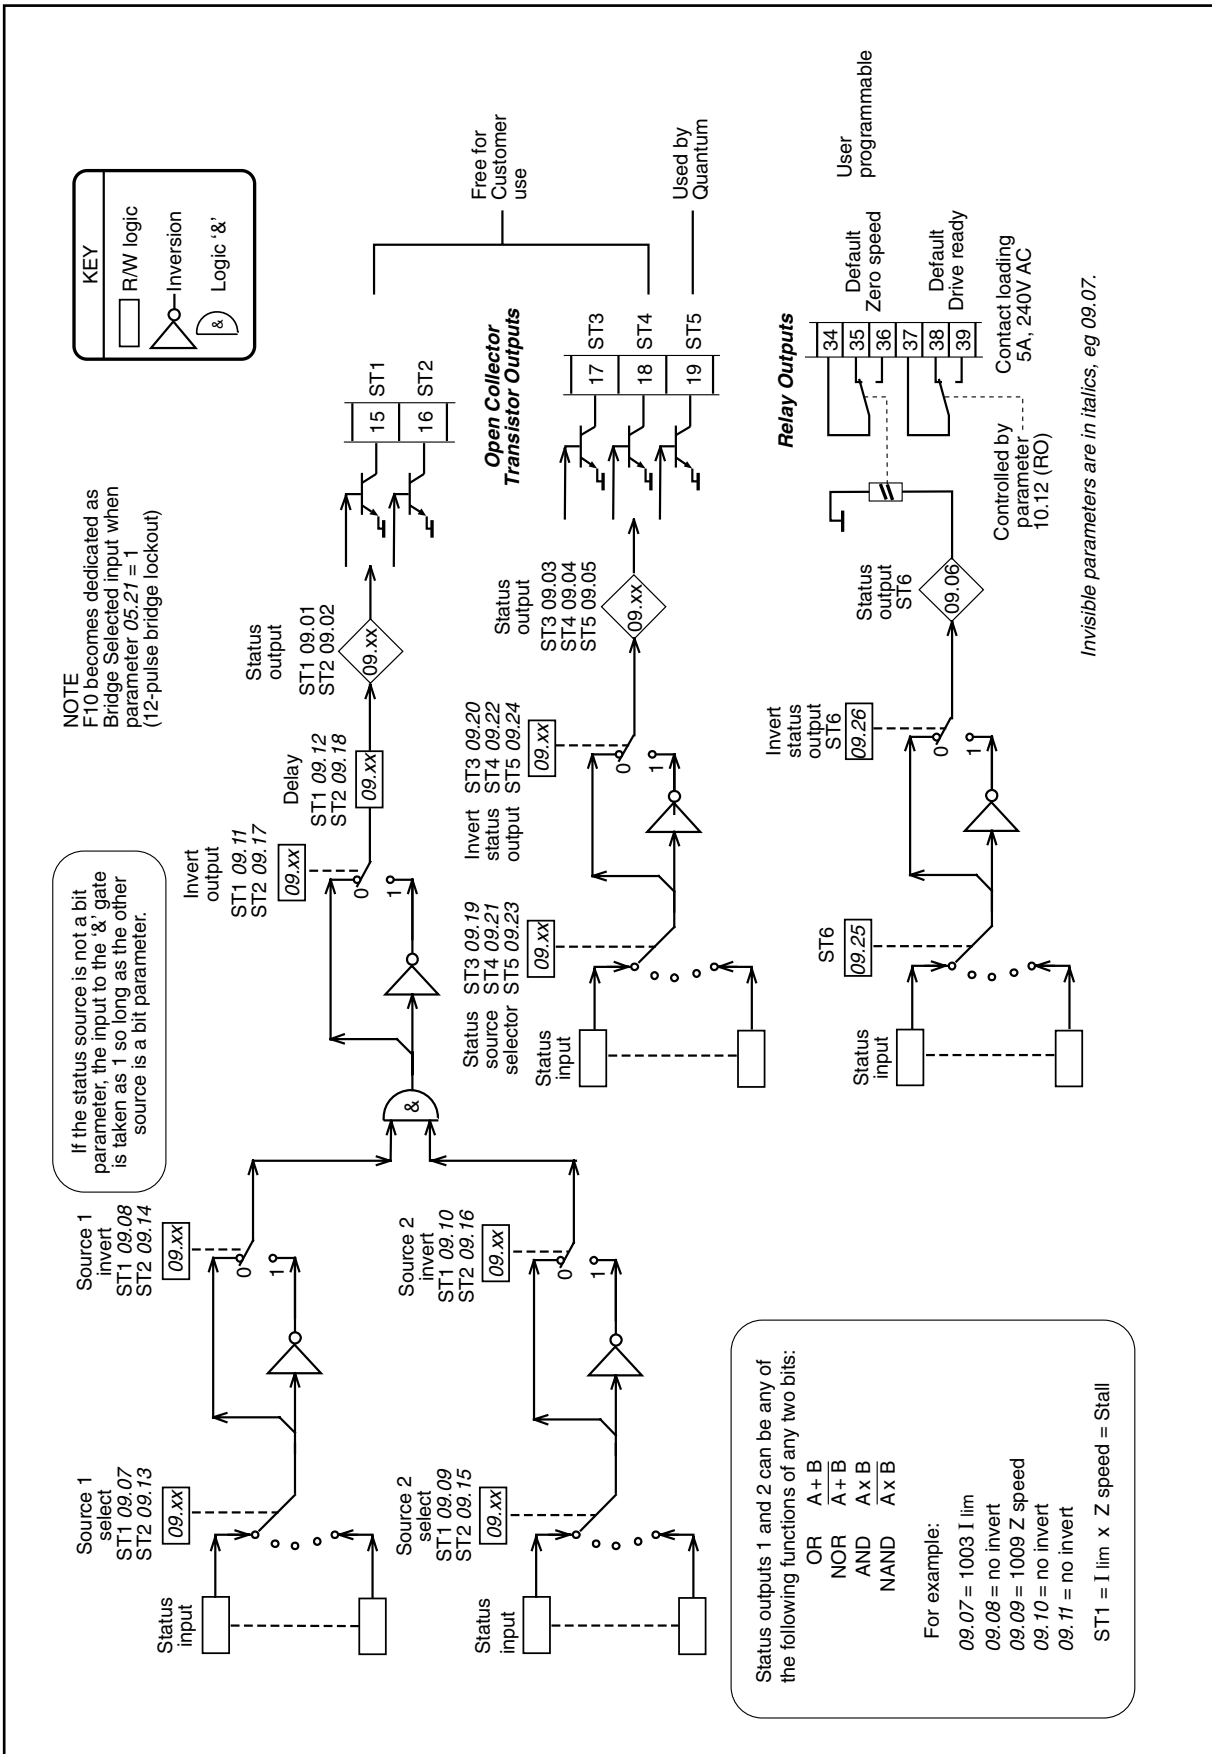 NOTE
F10 becomes dedicated as
Bridge Selected input when
parameter 05.21 = 1
(12-pulse bridge lockout)
KEY
R/W logic
Inversion
& Logic '&'
If the status source is not a bit
parameter, the input to the '&' gate
is taken as 1 so long as the other
source is a bit parameter.
Source 1
select
ST1 09.07
ST2 09.13
09.xx
Status
input
Source 1
invert
ST1 09.08
ST2 09.14
09.xx
0
1
Source 2
select
ST1 09.09
ST2 09.15
09.xx
Status
input
Source 2
invert
ST1 09.10
ST2 09.16
09.xx
0
1
&
Invert
output
ST1 09.11
ST2 09.17
09.xx
0
1
Delay
ST1 09.12
ST2 09.18
09.xx
Status
output
ST1 09.01
ST2 09.02
09.xx
15 ST1
16 ST2
Open Collector
Transistor Outputs
Free for
Customer
use
Status
source
selector
ST3 09.19
ST4 09.21
ST5 09.23
09.xx
Status
input
Invert
status
output
ST3 09.20
ST4 09.22
ST5 09.24
09.xx
0
1
Status
output
ST3 09.03
ST4 09.04
ST5 09.05
09.xx
17 ST3
18 ST4
19 ST5
Used by
Quantum
ST6
09.25
Status
input
Invert
status
output
ST6
09.26
0
1
Status
output
ST6
09.06
Relay Outputs
34
35
36
37
38
39
Default
Zero speed
Default
Drive ready
User
programmable
Contact loading
5A, 240V AC
Controlled by
parameter
10.12 (RO)
Invisible parameters are in italics, eg 09.07.
Status outputs 1 and 2 can be any of
the following functions of any two bits:
OR A + B
NOR A + B
AND A x B
NAND A x B
For example:
09.07 = 1003 I lim
09.08 = no invert
09.09 = 1009 Z speed
09.10 = no invert
09.11 = no invert
ST1 = I lim x Z speed = Stall